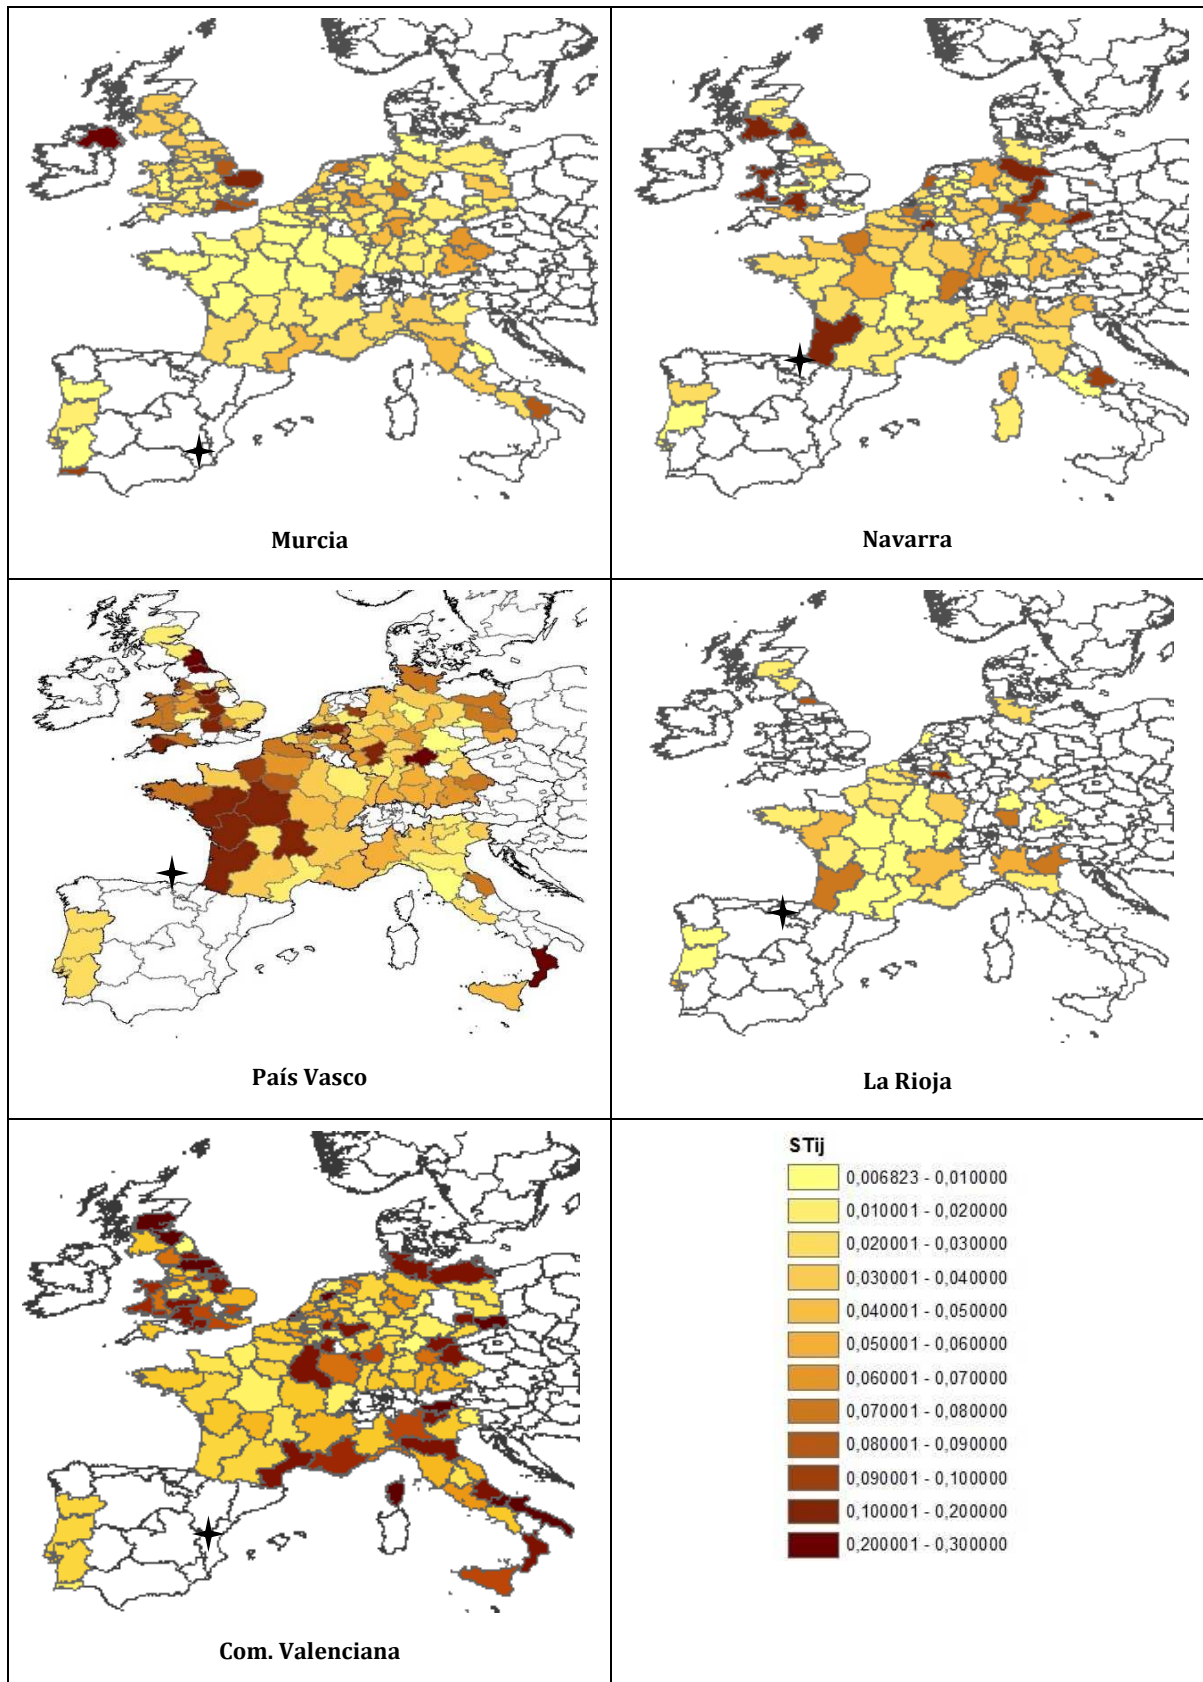 Murcia
Navarra
País Vasco
La Rioja
Com. Valenciana
STij
0,006823 - 0,010000
0,010001 - 0,020000
0,020001 - 0,030000
0,030001 - 0,040000
0,040001 - 0,050000
0,050001 - 0,060000
0,060001 - 0,070000
0,070001 - 0,080000
0,080001 - 0,090000
0,090001 - 0,100000
0,100001 - 0,200000
0,200001 - 0,300000